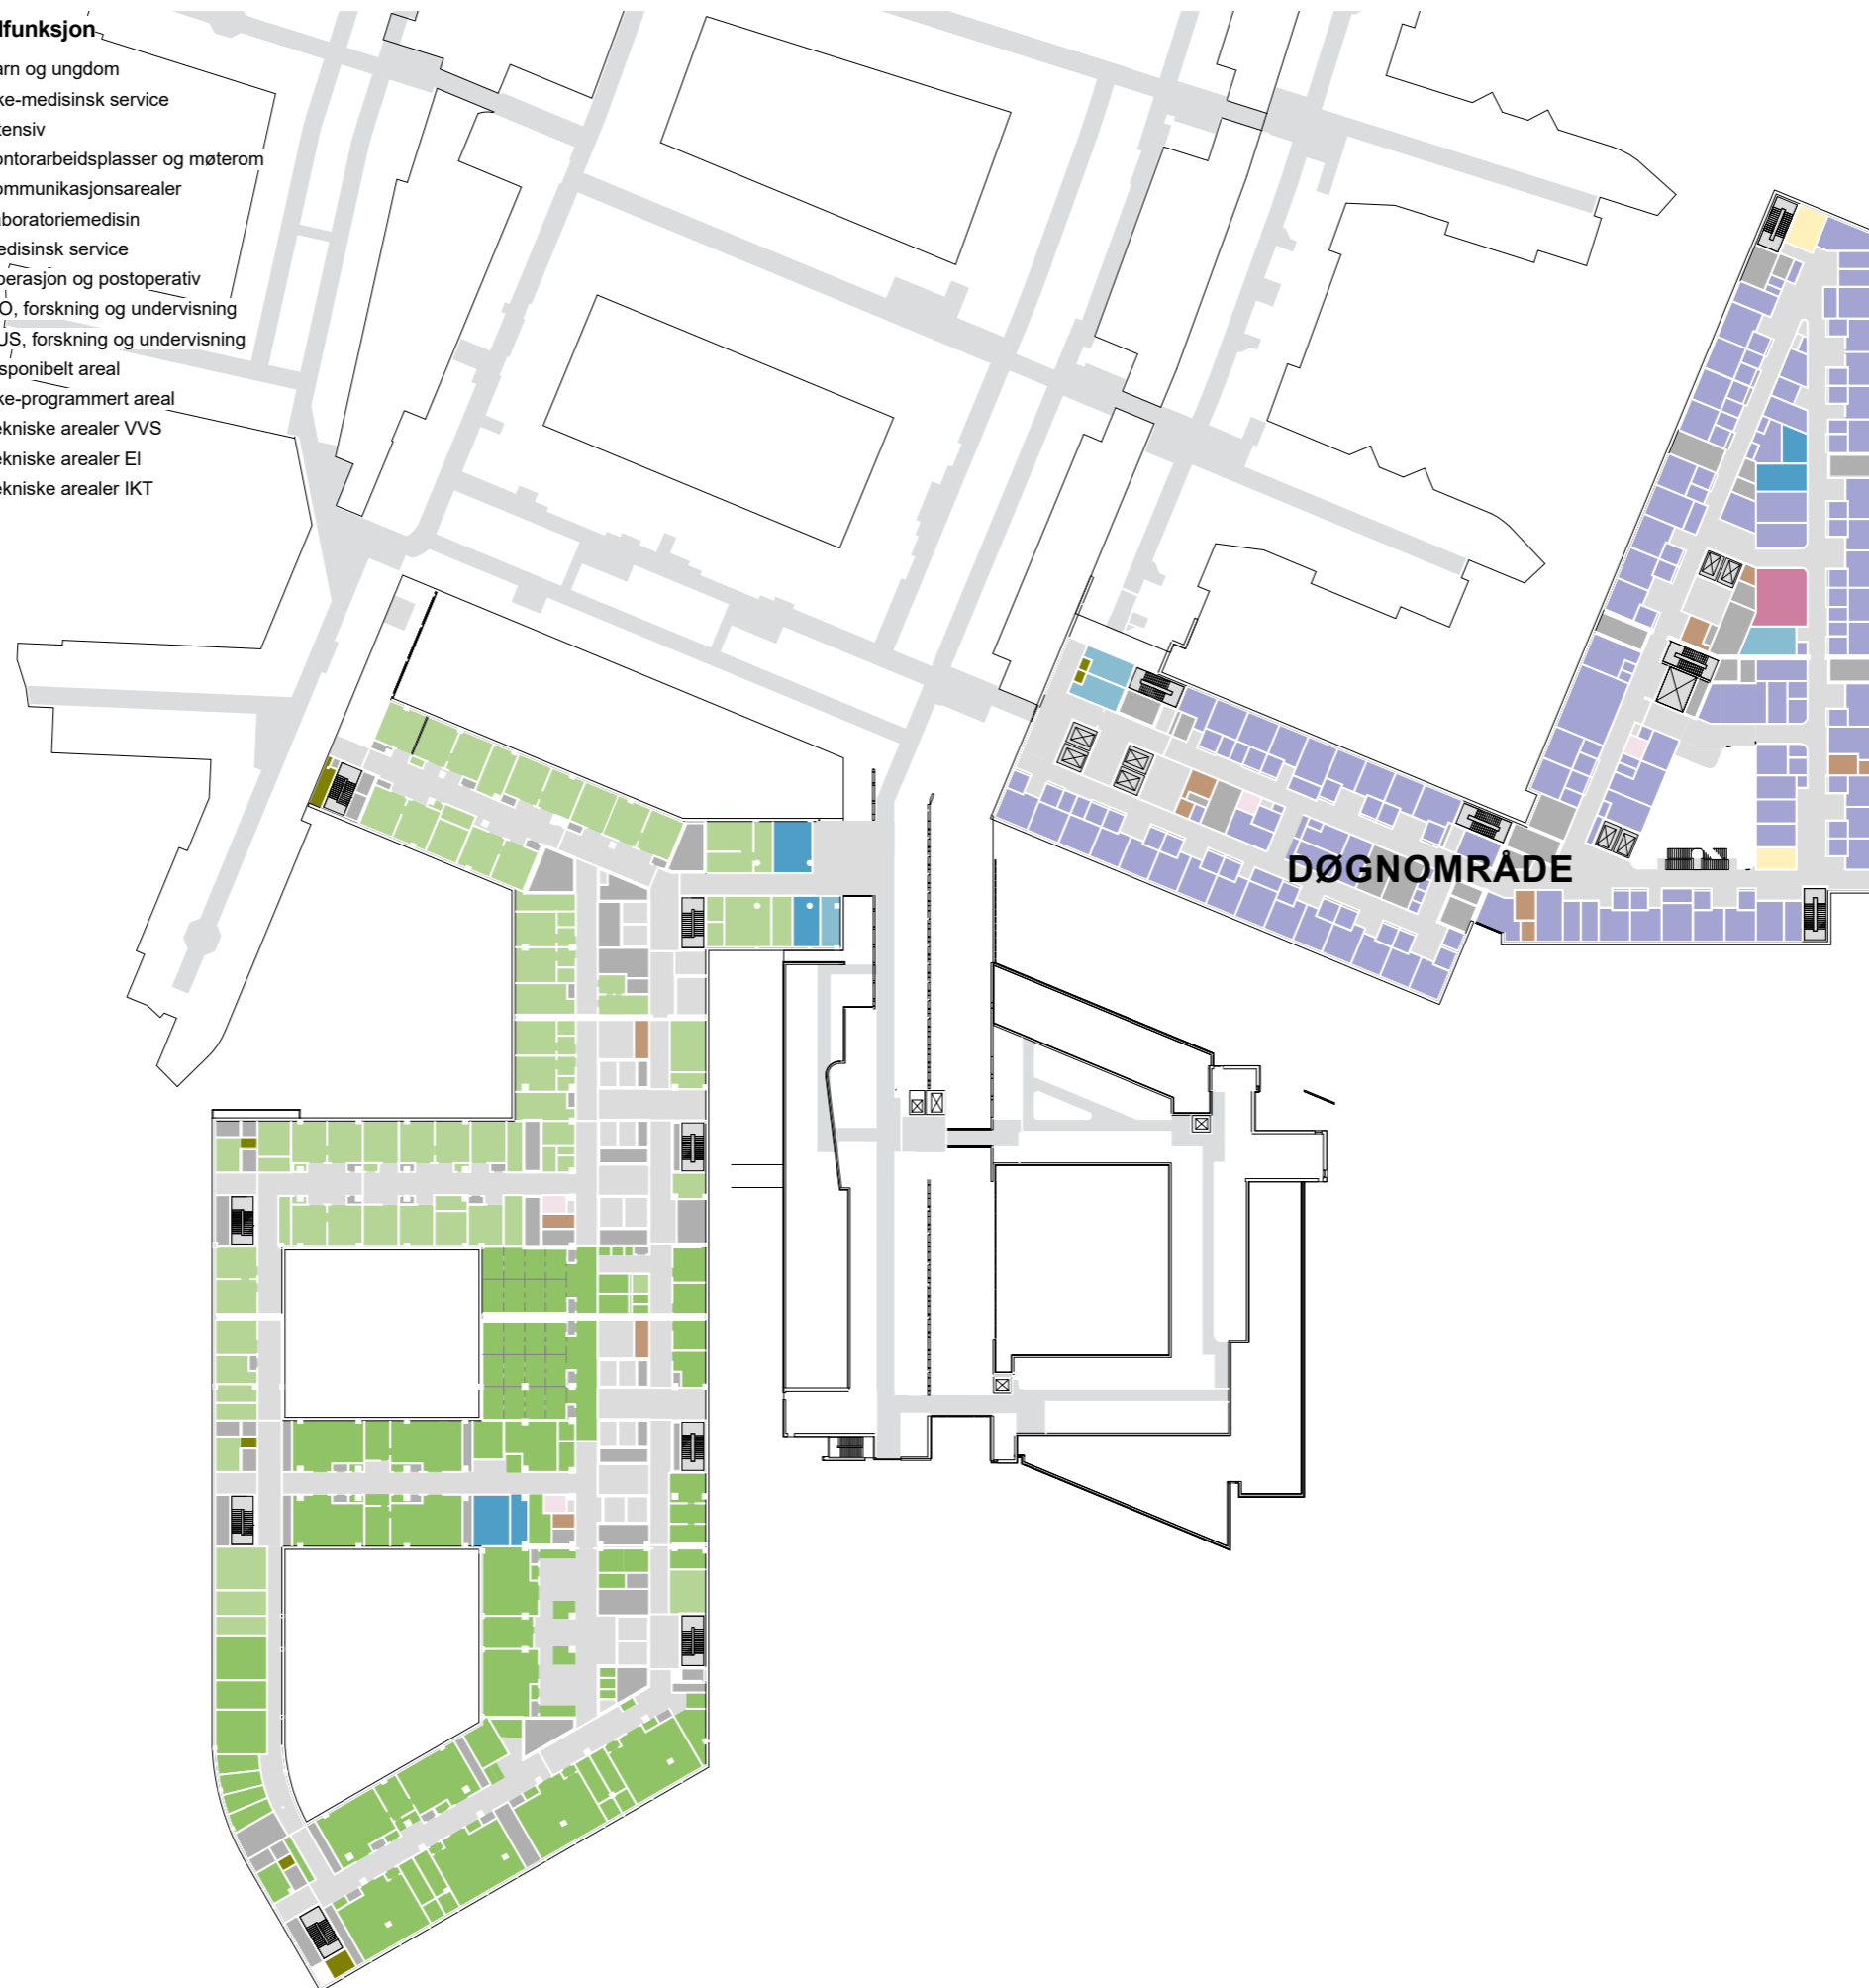 lfunksjon
arn og ungdom
ke-medisinsk service
tensiv
ontorarbeidsplasser og møterom
ommunikasjonsarealer
aboratoriemedisin
edisinsk service
perasjon og postoperativ
O, forskning og undervisning
US, forskning og undervisning
sponibelt areal
ke-programmert areal
ekniske arealer VVS
ekniske arealer El
ekniske arealer IKT
DØGNOMRÅDE